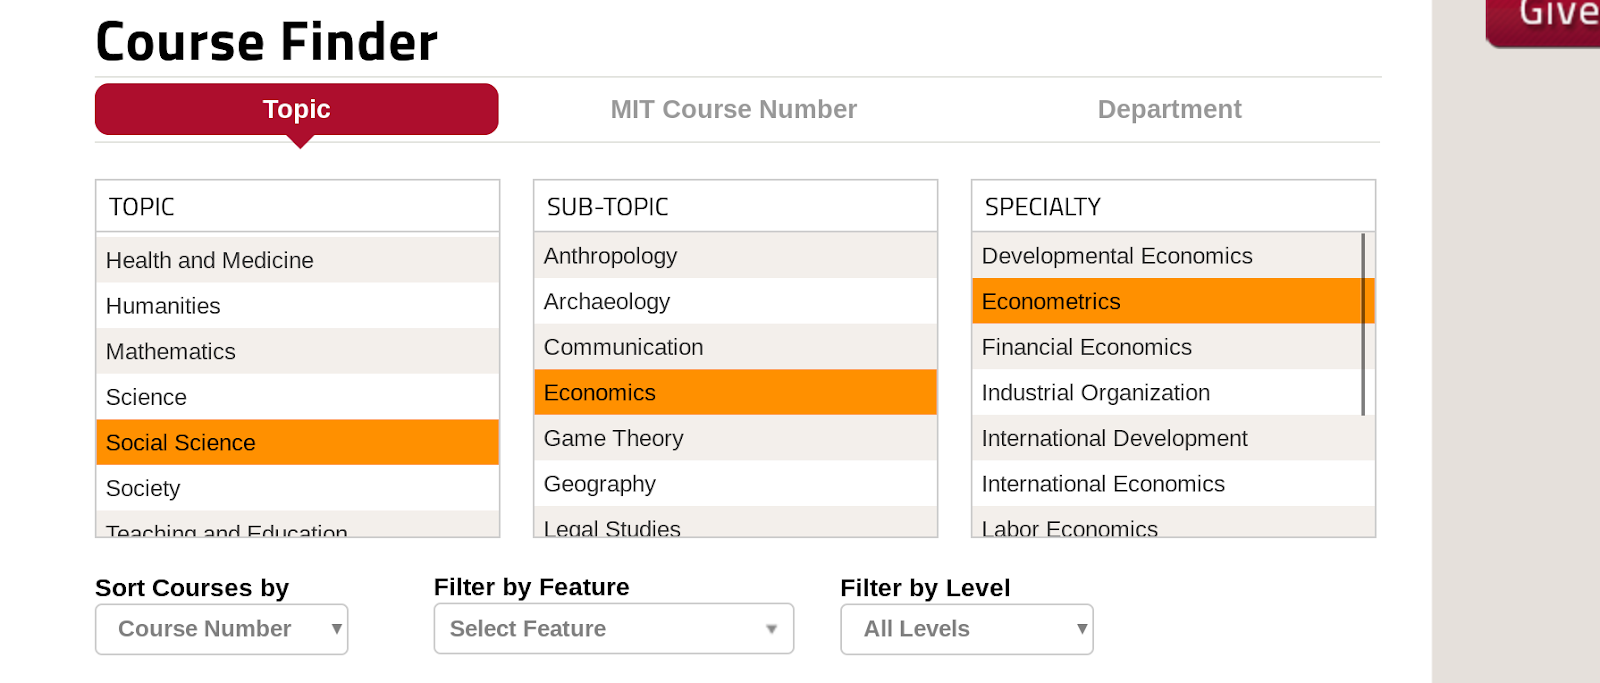 Give
Course Finder
Topic
MIT Course Number
Department
TOPIC
Health and Medicine
Humanities
Mathematics
Science
Social Science
Society
Teaching and Education
SUB-TOPIC
Anthropology
Archaeology
Communication
Economics
Game Theory
Geography
Legal Studies
SPECIALTY
Developmental Economics
Econometrics
Financial Economics
Industrial Organization
International Development
International Economics
Labor Economics
Sort Courses by
Course Number
Filter by Feature
Select Feature
Filter by Level
All Levels